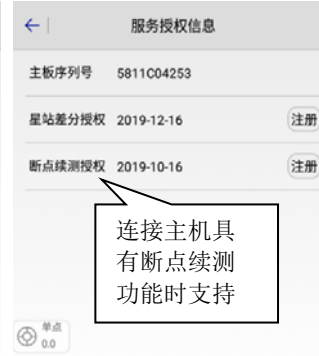 服务授权信息
主板序列号 5811C04253
星站差分授权 2019-12-16 注册
断点续测授权 2019-10-16 注册
连接主机具
有断点续测
功能时支持
单点
0.0